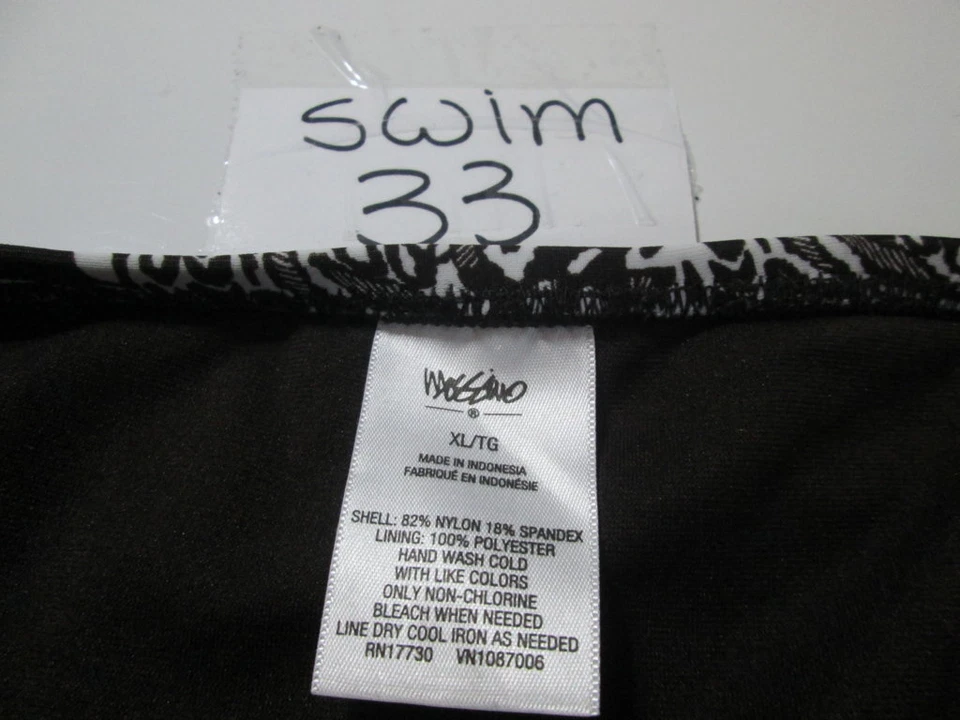 swim
33
mossimo
®
XL/TG
MADE IN INDONESIA
FABRIQUÉ EN INDONÉSIE
SHELL: 82% NYLON 18% SPANDEX
LINING: 100% POLYESTER
HAND WASH COLD
WITH LIKE COLORS
ONLY NON-CHLORINE
BLEACH WHEN NEEDED
LINE DRY COOL IRON AS NEEDED
RN17730 VN1087006